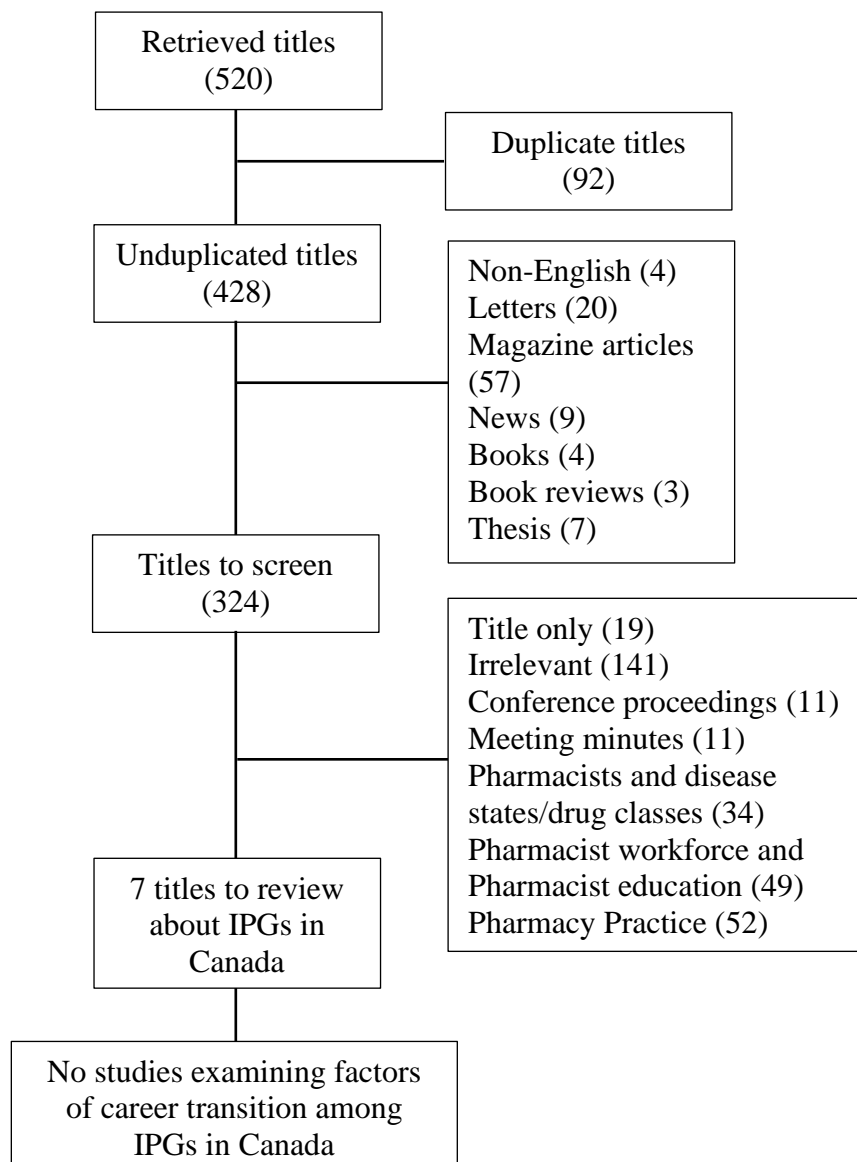 Retrieved titles
(520)
Duplicate titles
(92)
Unduplicated titles
(428)
Non-English (4)
Letters (20)
Magazine articles
(57)
News (9)
Books (4)
Book reviews (3)
Thesis (7)
Titles to screen
(324)
Title only (19)
Irrelevant (141)
Conference proceedings (11)
Meeting minutes (11)
Pharmacists and disease
states/drug classes (34)
Pharmacist workforce and
Pharmacist education (49)
Pharmacy Practice (52)
7 titles to review
about IPGs in
Canada
No studies examining factors
of career transition among
IPGs in Canada